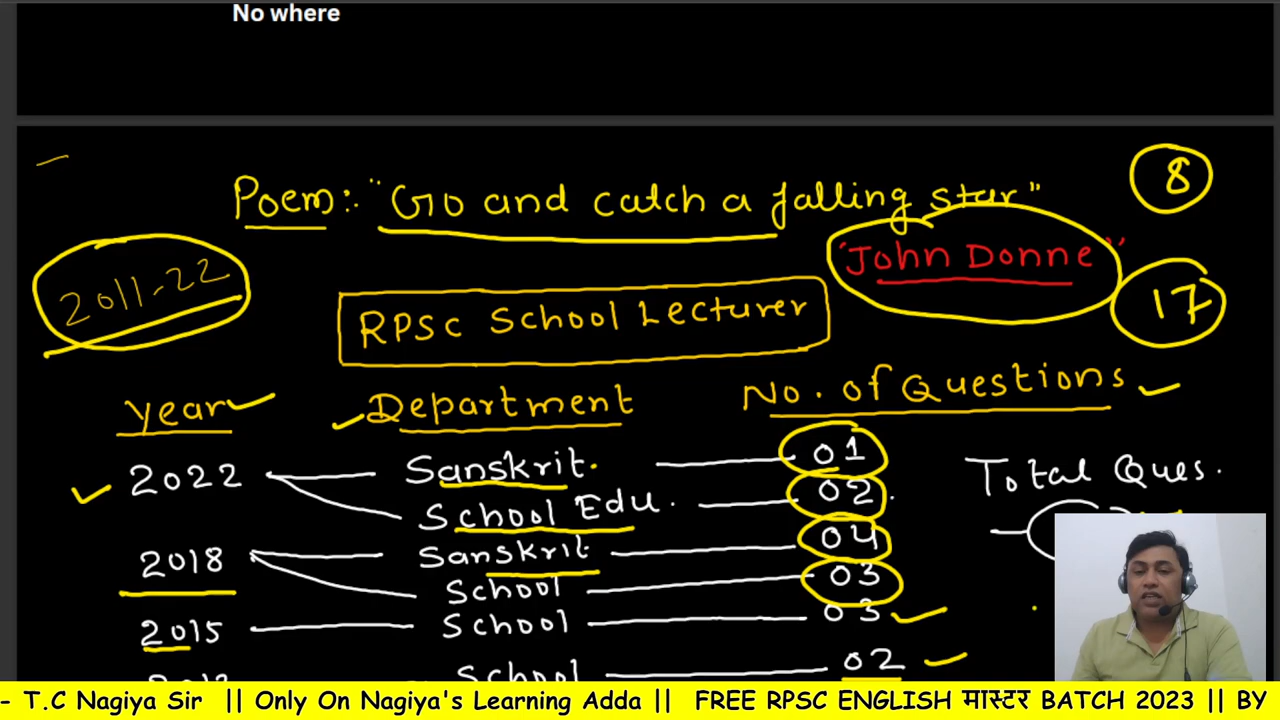 No where
Poem:- "Go and catch a falling star"
8
"John Donne"
2011-22
17
RPSC School Lecturer
Year Department No. of Questions
2022 Sanskrit. 01
School Edu. 02
Total Ques.
2018 Sanskrit 04
School 03
2015 School 03
School 02
- T.C Nagiya Sir || Only On Nagiya's Learning Adda || FREE RPSC ENGLISH मास्टर BATCH 2023 || BY